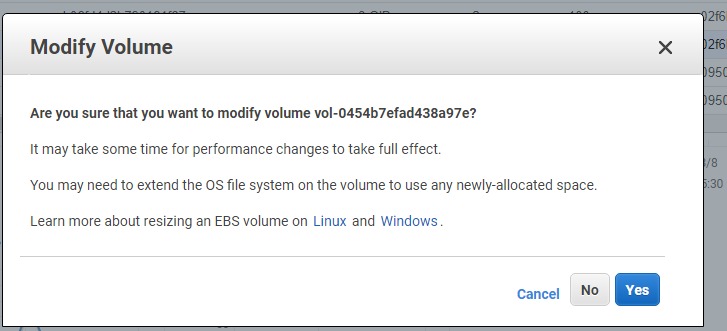 Modify Volume
Are you sure that you want to modify volume vol-0454b7efad438a97e?
It may take some time for performance changes to take full effect.
You may need to extend the OS file system on the volume to use any newly-allocated space.
Learn more about resizing an EBS volume on Linux and Windows.
Cancel No Yes